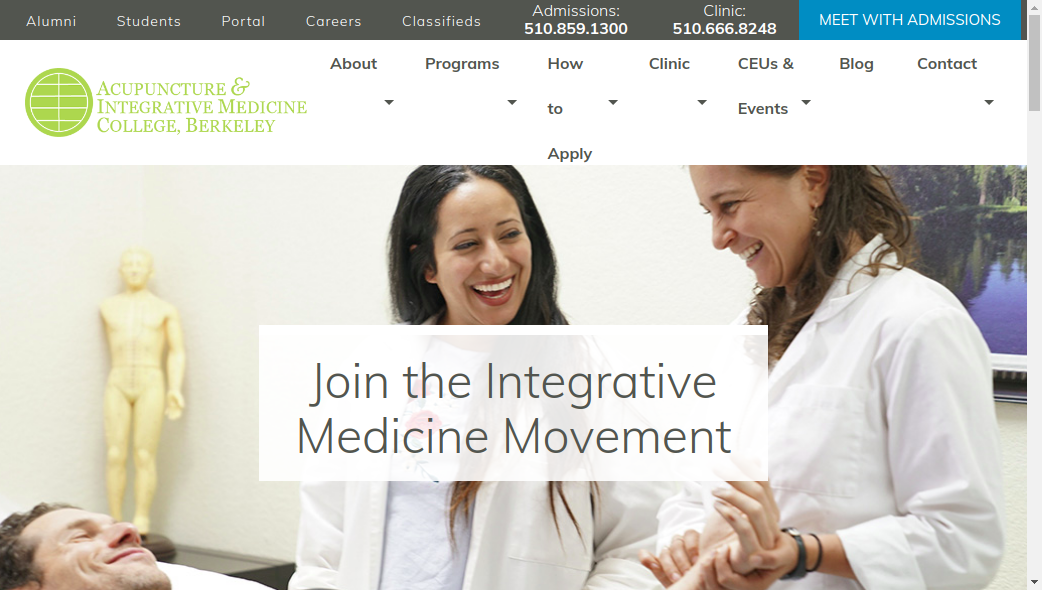 Alumni
Students
Portal
Careers
Classifieds
Admissions:
510.859.1300
Clinic:
510.666.8248
MEET WITH ADMISSIONS
ACUPUNCTURE &
INTEGRATIVE MEDICINE
COLLEGE, BERKELEY
About
Programs
How
to
Apply
Clinic
CEUs &
Events
Blog
Contact
Join the Integrative
Medicine Movement